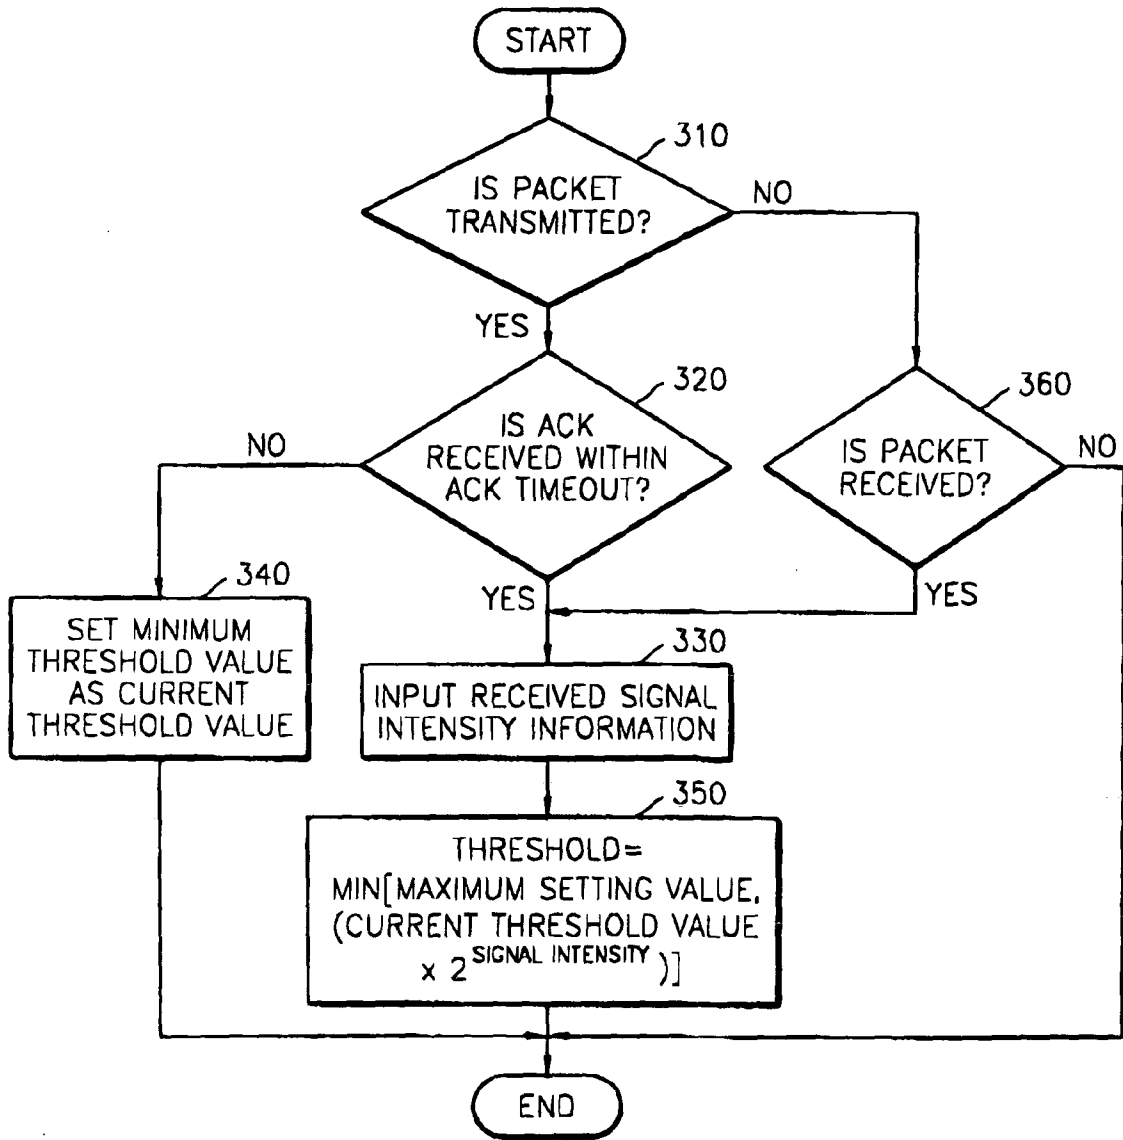 START
310
IS PACKET
TRANSMITTED?
NO
YES
320
IS ACK
RECEIVED WITHIN
ACK TIMEOUT?
NO
360
IS PACKET
RECEIVED?
NO
340
SET MINIMUM
THRESHOLD VALUE
AS CURRENT
THRESHOLD VALUE
YES
YES
330
INPUT RECEIVED SIGNAL
INTENSITY INFORMATION
350
THRESHOLD=
MIN[MAXIMUM SETTING VALUE,
(CURRENT THRESHOLD VALUE
x 2^SIGNAL INTENSITY)]
END